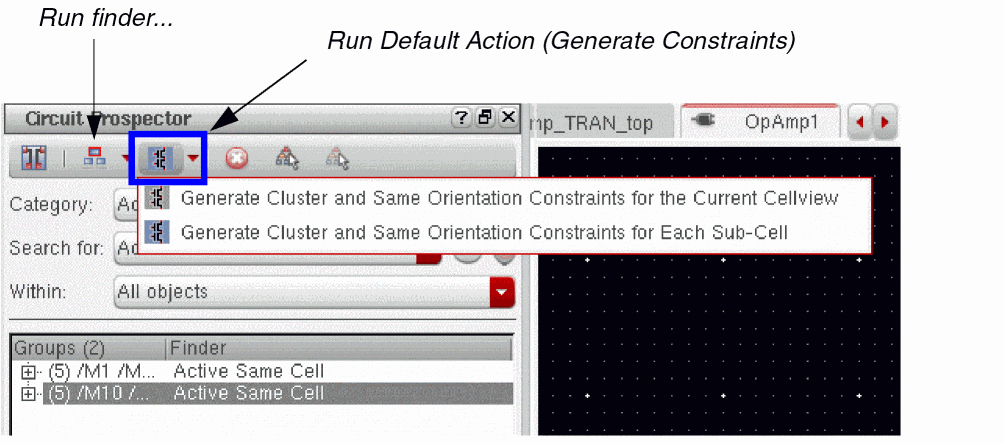 Run finder...
Run Default Action (Generate Constraints)
Circuit Prospector
mp_TRAN_top
OpAmp1
Generate Cluster and Same Orientation Constraints for the Current Cellview
Category: Ac
Generate Cluster and Same Orientation Constraints for Each Sub-Cell
Search for: Ac
Within: All objects
Groups (2) Finder
(5) /M1 /M... Active Same Cell
(5) /M10 /... Active Same Cell